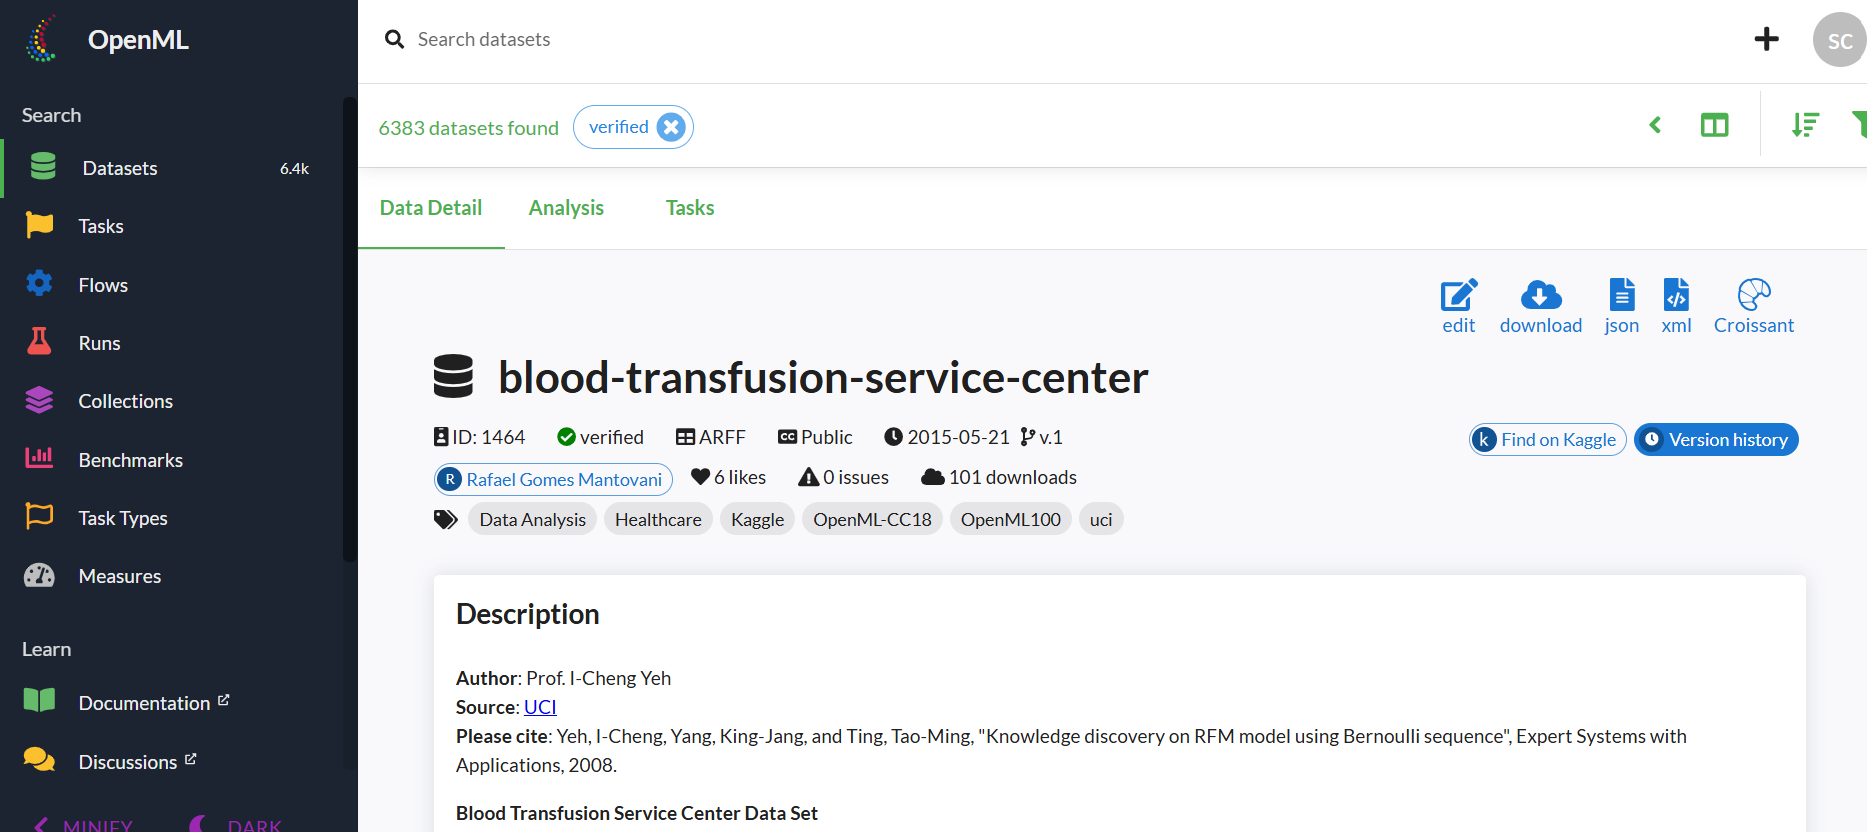 OpenML
Search datasets
SC
Search
6383 datasets found
verified
Datasets
6.4k
Tasks
Flows
Runs
Collections
Benchmarks
Task Types
Measures
Learn
Documentation
Discussions
MINIFY
DARK
Data Detail
Analysis
Tasks
edit
download
json
xml
Croissant
blood-transfusion-service-center
ID: 1464 verified ARFF Public 2015-05-21 v.1
k Find on Kaggle
Version history
R Rafael Gomes Mantovani 6 likes 0 issues 101 downloads
Data Analysis Healthcare Kaggle OpenML-CC18 OpenML100 uci
Description
Author: Prof. I-Cheng Yeh
Source: UCI
Please cite: Yeh, I-Cheng, Yang, King-Jang, and Ting, Tao-Ming, "Knowledge discovery on RFM model using Bernoulli sequence", Expert Systems with
Applications, 2008.
Blood Transfusion Service Center Data Set